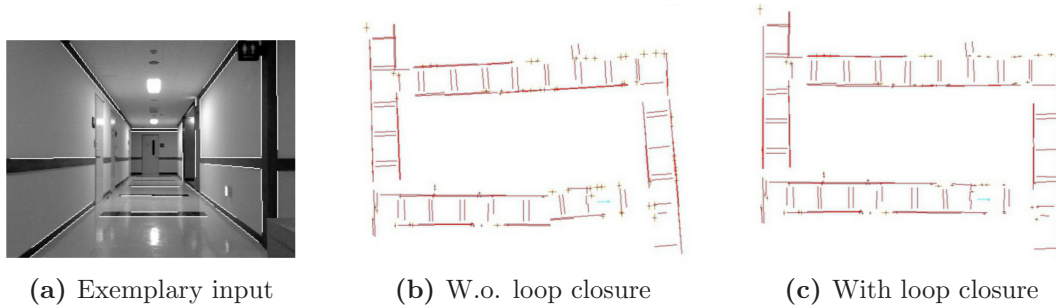 (a) Exemplary input
(b) W.o. loop closure
(c) With loop closure